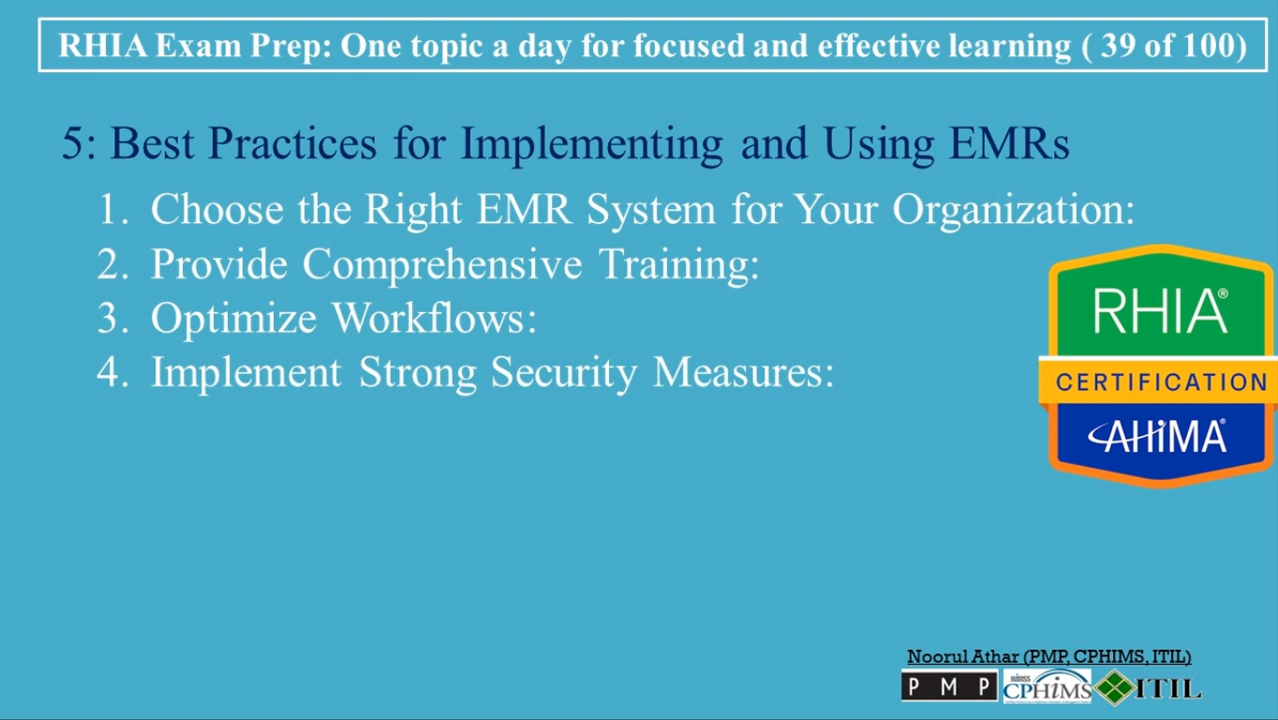 RHIA Exam Prep: One topic a day for focused and effective learning ( 39 of 100)
5: Best Practices for Implementing and Using EMRs
1. Choose the Right EMR System for Your Organization:
2. Provide Comprehensive Training:
3. Optimize Workflows:
4. Implement Strong Security Measures:
RHIA®
CERTIFICATION
AHiMA®
Noorul Athar (PMP, CPHIMS, ITIL)
P M P
himss
CPHiMS
ITIL